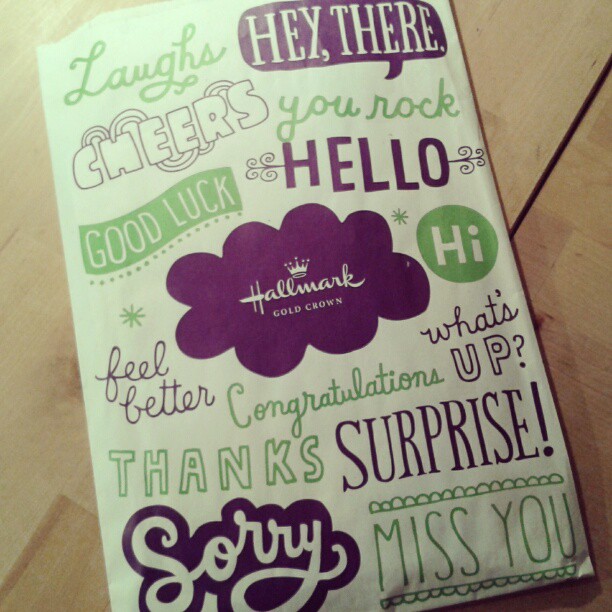 Laughs
HEY, THERE.
CHEERS
you rock
HELLO
GOOD LUCK
Hi
Hallmark
GOLD CROWN
what's
UP?
feel
better
Congratulations
THANKS
SURPRISE!
Sorry
MISS YOU